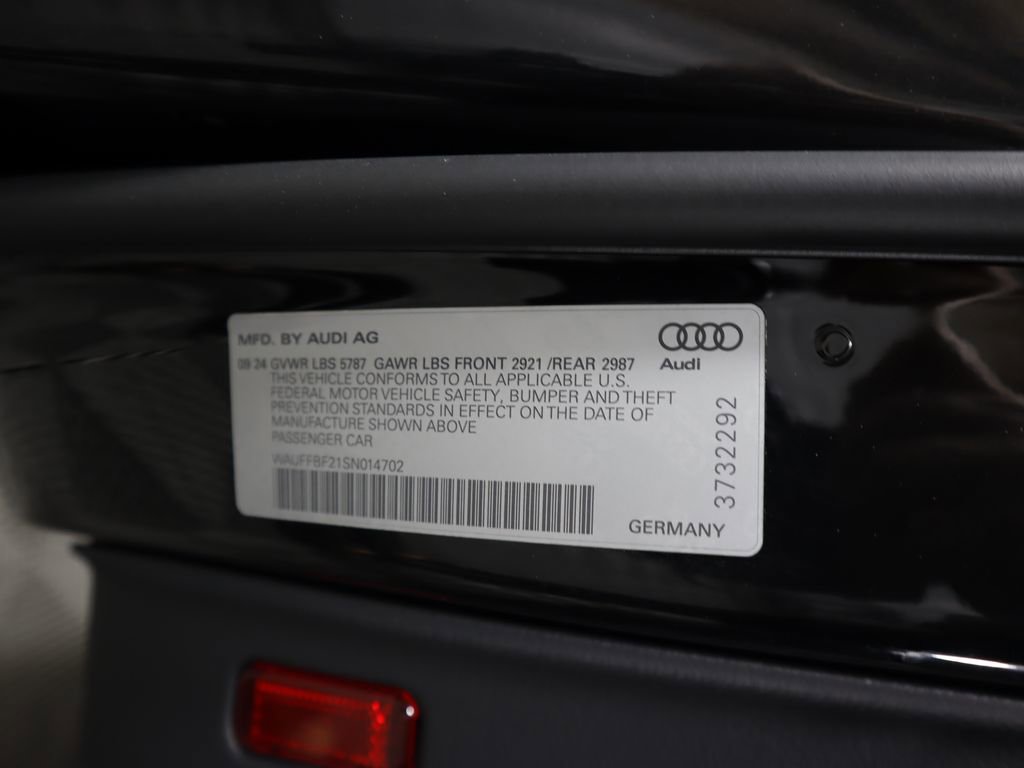 MFD. BY AUDI AG
09 24 GVWR LBS 5787 GAWR LBS FRONT 2921 /REAR 2987
Audi
THIS VEHICLE CONFORMS TO ALL APPLICABLE U.S.
FEDERAL MOTOR VEHICLE SAFETY, BUMPER AND THEFT
PREVENTION STANDARDS IN EFFECT ON THE DATE OF
MANUFACTURE SHOWN ABOVE
PASSENGER CAR
WAUFFBF21SN014702
GERMANY
3732292